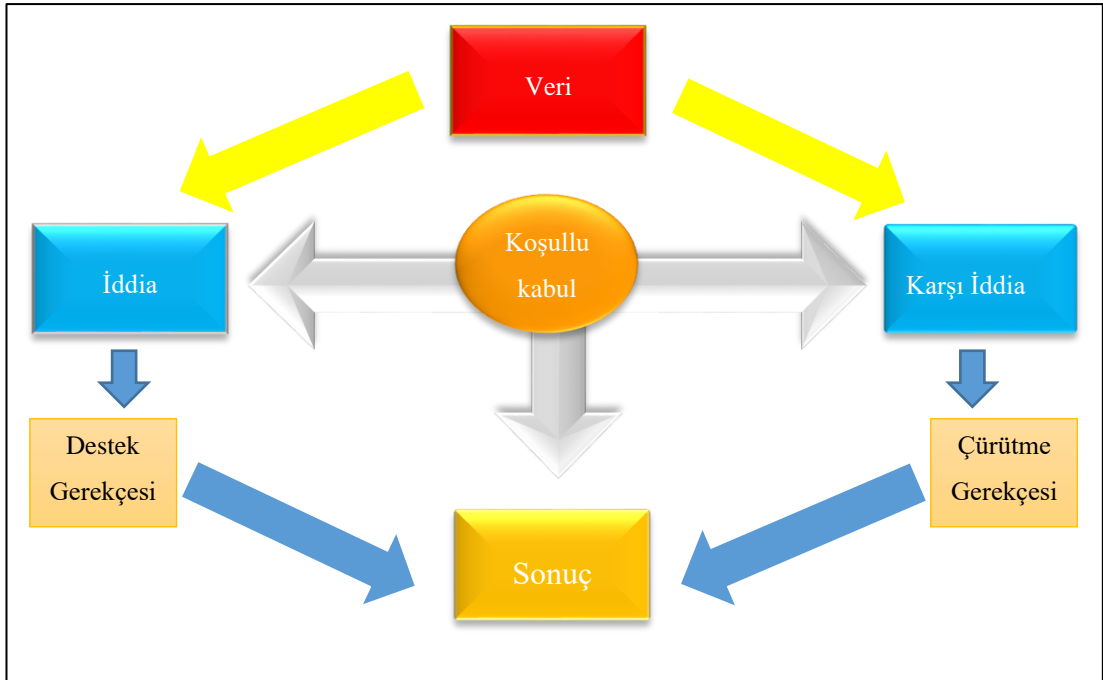 Veri
Koşullu
kabul
İddia
Karşı İddia
Destek
Gerekçesi
Çürütme
Gerekçesi
Sonuç